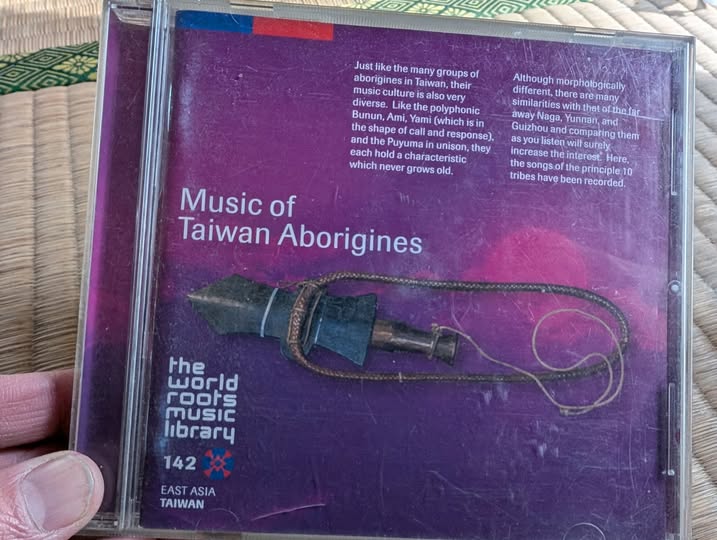 Just like the many groups of
aborigines in Taiwan, their
music culture is also very
diverse. Like the polyphonic
Bunun, Ami, Yami (which is in
the shape of call and response),
and the Puyuma in unison, they
each hold a characteristic
which never grows old.
Although morphologically
different, there are many
similarities with that of the far
away Naga, Yunnan, and
Guizhou and comparing them
as you listen will surely
increase the interest. Here,
the songs of the principle 10
tribes have been recorded.
Music of
Taiwan Aborigines
the
world
roots
music
library
142
EAST ASIA
TAIWAN